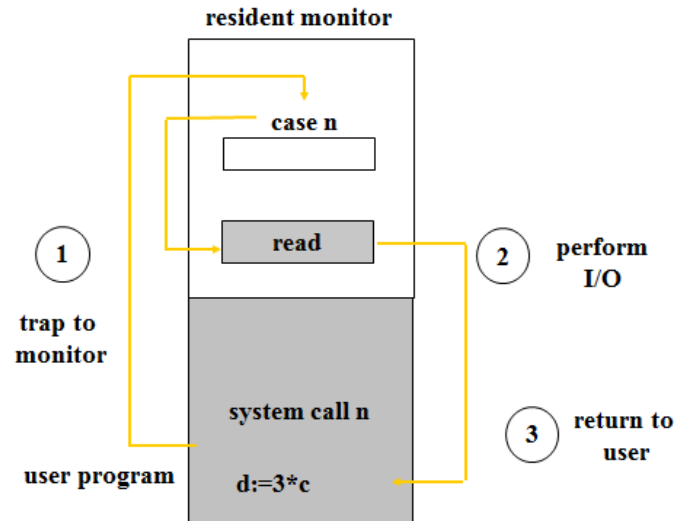 resident monitor
case n
read
1
trap to
monitor
2
perform
I/O
system call n
3
return to
user
user program
d:=3*c